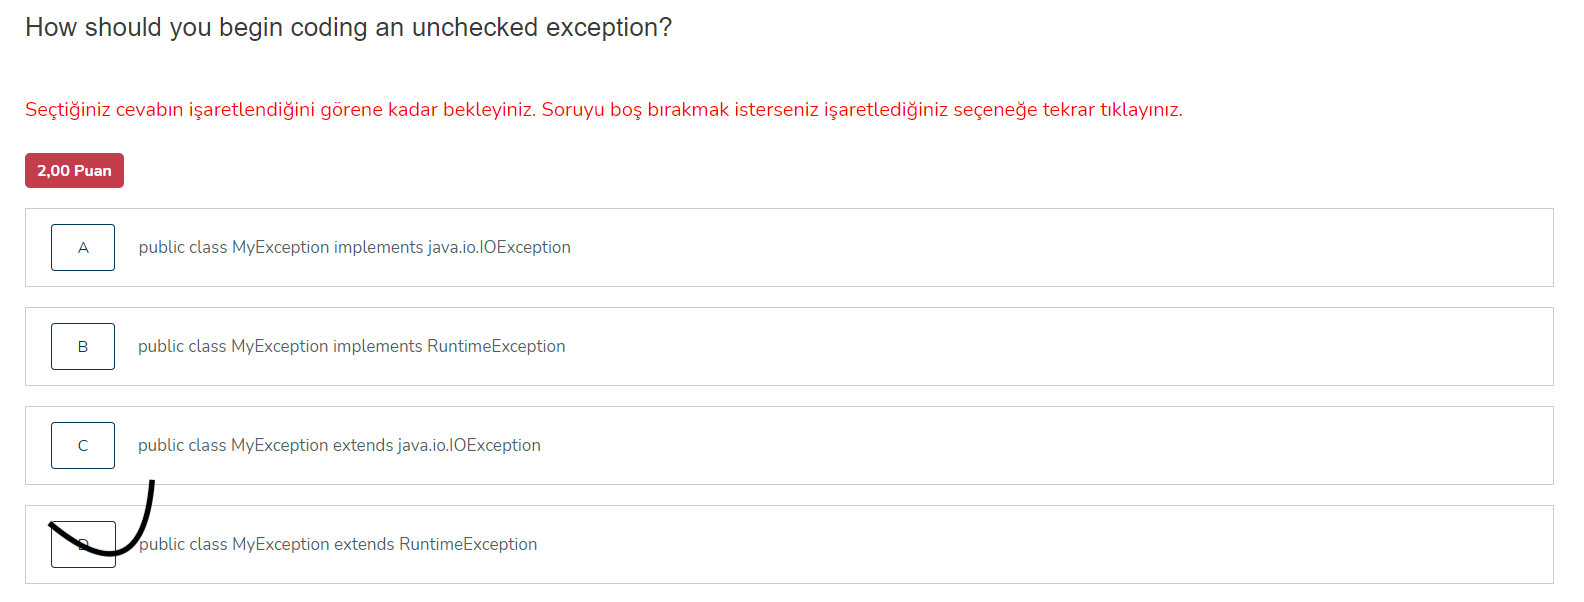 How should you begin coding an unchecked exception?
Seçtiğiniz cevabın işaretlendiğini görene kadar bekleyiniz. Soruyu boş bırakmak isterseniz işaretlediğiniz seçeneğe tekrar tıklayınız.
2,00 Puan
A public class MyException implements java.io.IOException
B public class MyException implements RuntimeException
C public class MyException extends java.io.IOException
D public class MyException extends RuntimeException